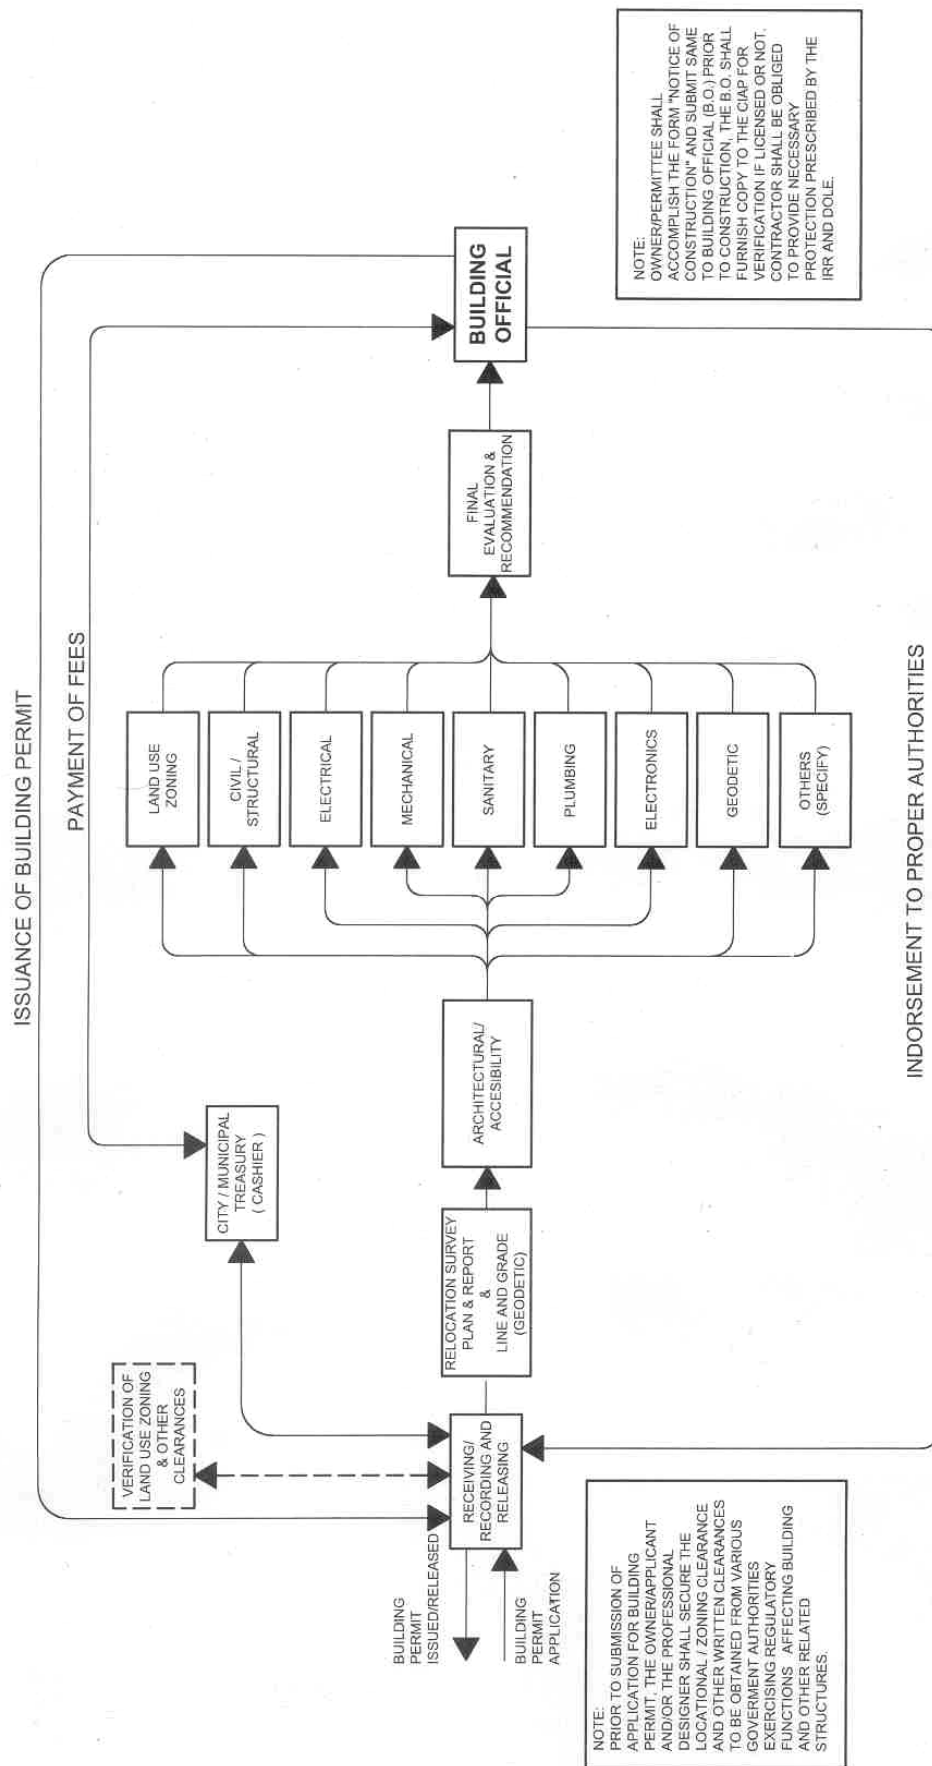 ISSUANCE OF BUILDING PERMIT
PAYMENT OF FEES
VERIFICATION OF
LAND USE ZONING
& OTHER
CLEARANCES
CITY / MUNICIPAL
TREASURY
( CASHIER )
BUILDING
PERMIT
ISSUED/RELEASED
BUILDING
PERMIT
APPLICATION
RECEIVING/
RECORDING AND
RELEASING
RELOCATION SURVEY
PLAN & REPORT
&
LINE AND GRADE
(GEODETIC)
ARCHITECTURAL/
ACCESIBILITY
LAND USE
ZONING
CIVIL /
STRUCTURAL
ELECTRICAL
MECHANICAL
SANITARY
PLUMBING
ELECTRONICS
GEODETIC
OTHERS
(SPECIFY)
FINAL
EVALUATION &
RECOMMENDATION
BUILDING
OFFICIAL
INDORSEMENT TO PROPER AUTHORITIES
NOTE:
PRIOR TO SUBMISSION OF
APPLICATION FOR BUILDING
PERMIT, THE OWNER/APPLICANT
AND/OR THE PROFESSIONAL
DESIGNER SHALL SECURE THE
LOCATIONAL / ZONING CLEARANCE
AND OTHER WRITTEN CLEARANCES
TO BE OBTAINED FROM VARIOUS
GOVERMENT AUTHORITIES
EXERCISING REGULATORY
FUNCTIONS AFFECTING BUILDING
AND OTHER RELATED
STRUCTURES.
NOTE:
OWNER/PERMITTEE SHALL
ACCOMPLISH THE FORM "NOTICE OF
CONSTRUCTION" AND SUBMIT SAME
TO BUILDING OFFICIAL (B.O.) PRIOR
TO CONSTRUCTION, THE B.O. SHALL
FURNISH COPY TO THE CIAP FOR
VERIFICATION IF LICENSED OR NOT.
CONTRACTOR SHALL BE OBLIGED
TO PROVIDE NECESSARY
PROTECTION PRESCRIBED BY THE
IRR AND DOLE.